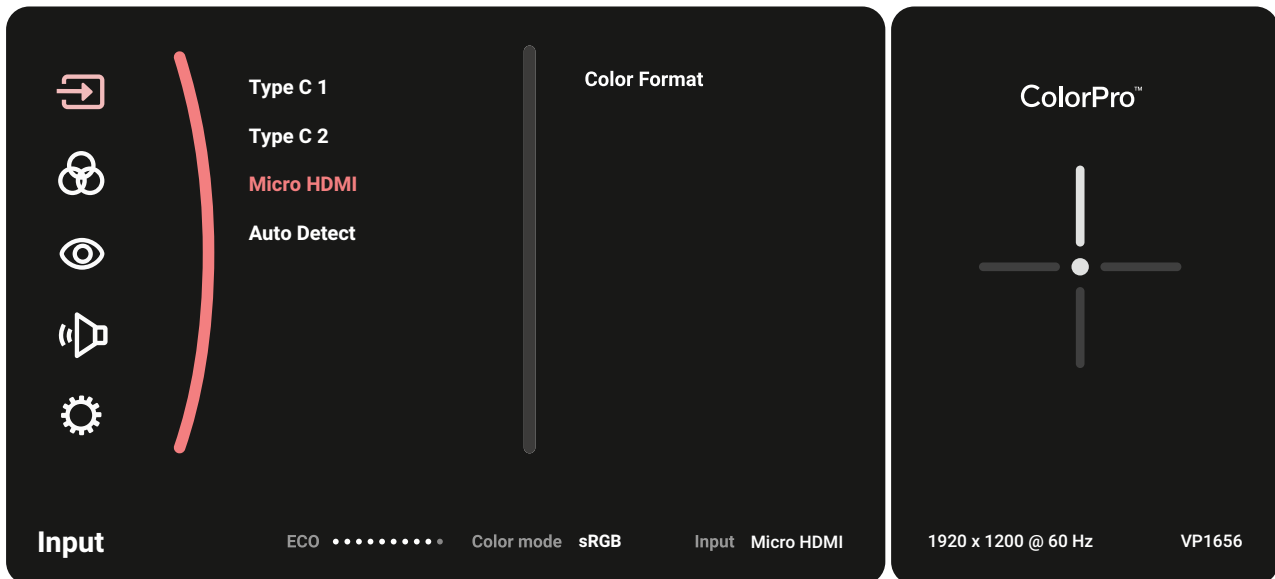 Type C 1
Type C 2
Micro HDMI
Auto Detect
Color Format
Input
ECO
Color mode sRGB
Input Micro HDMI
ColorPro™
1920 x 1200 @ 60 Hz
VP1656